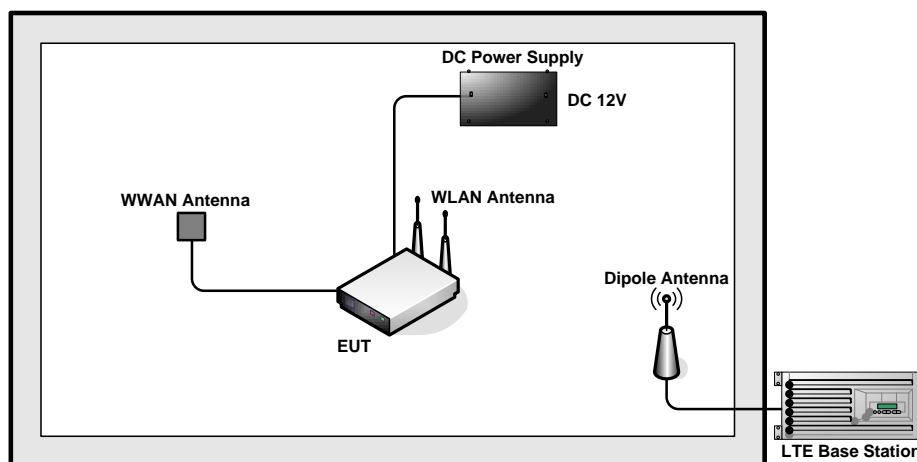 DC Power Supply
DC 12V
WWAN Antenna
WLAN Antenna
Dipole Antenna
EUT
LTE Base Station